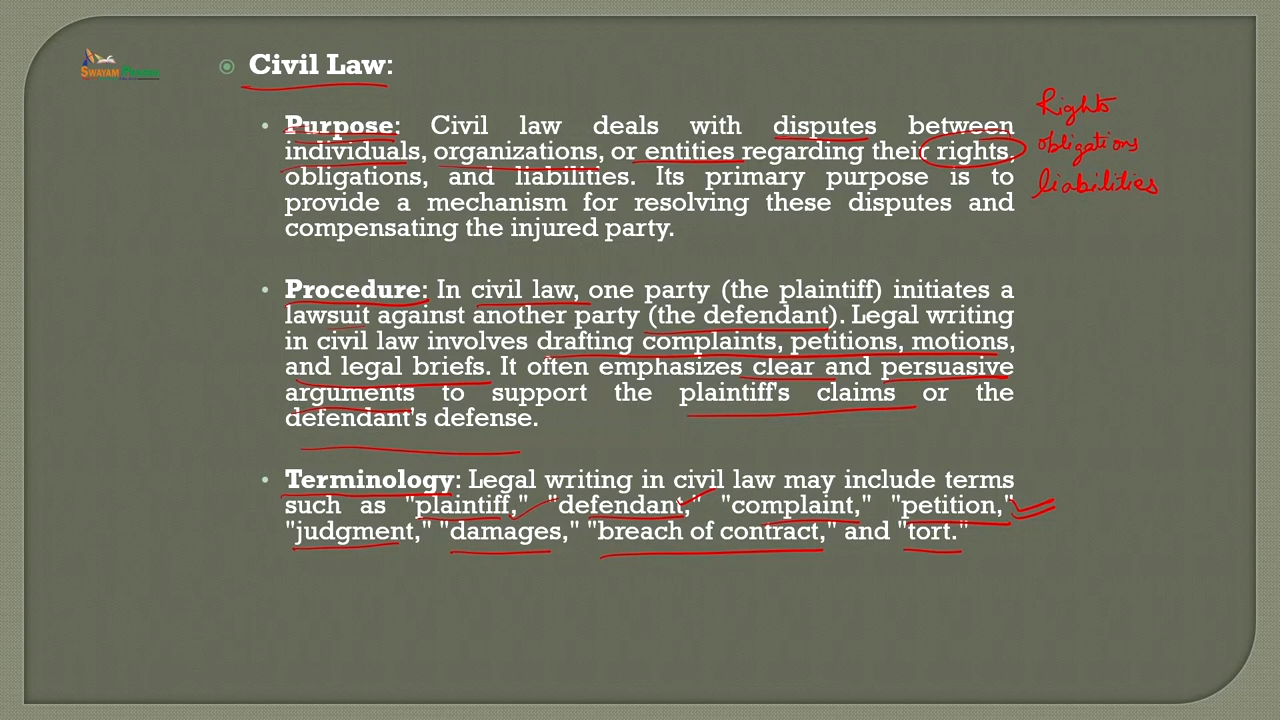 SWAYAM PRABHA
Civil Law:
Purpose: Civil law deals with disputes between
individuals, organizations, or entities regarding their rights,
obligations, and liabilities. Its primary purpose is to
provide a mechanism for resolving these disputes and
compensating the injured party.
Rights
obligations
liabilities
Procedure: In civil law, one party (the plaintiff) initiates a
lawsuit against another party (the defendant). Legal writing
in civil law involves drafting complaints, petitions, motions,
and legal briefs. It often emphasizes clear and persuasive
arguments to support the plaintiff's claims or the
defendant's defense.
Terminology: Legal writing in civil law may include terms
such as "plaintiff," "defendant," "complaint," "petition,"
"judgment," "damages," "breach of contract," and "tort."